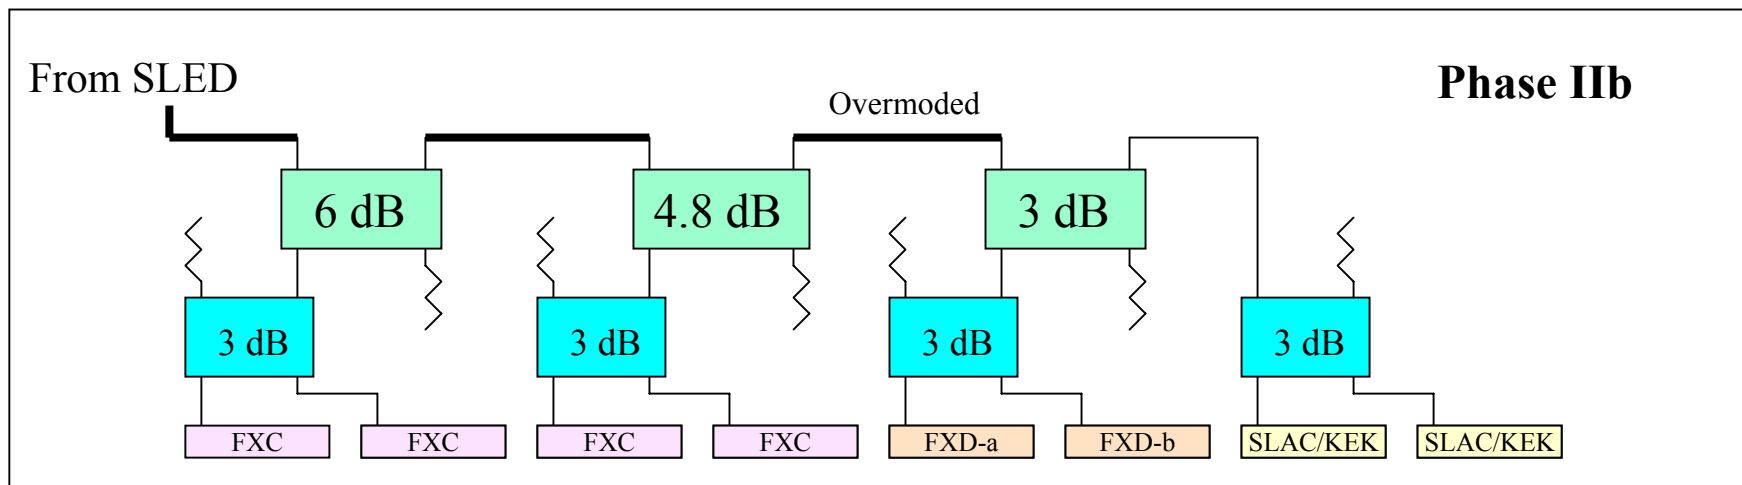 From SLED
Phase IIb
Overmoded
6 dB
4.8 dB
3 dB
3 dB
3 dB
3 dB
3 dB
FXC
FXC
FXC
FXC
FXD-a
FXD-b
SLAC/KEK
SLAC/KEK